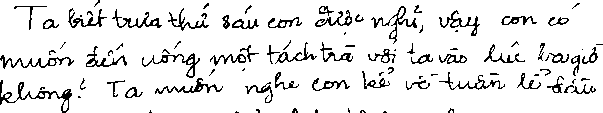 Ta biết trưa thứ sáu con được nghỉ, vậy con có
muốn đến uống một tách trà với ta vào lúc ba giờ
không? Ta muốn nghe con kể về tuần lễ đầu